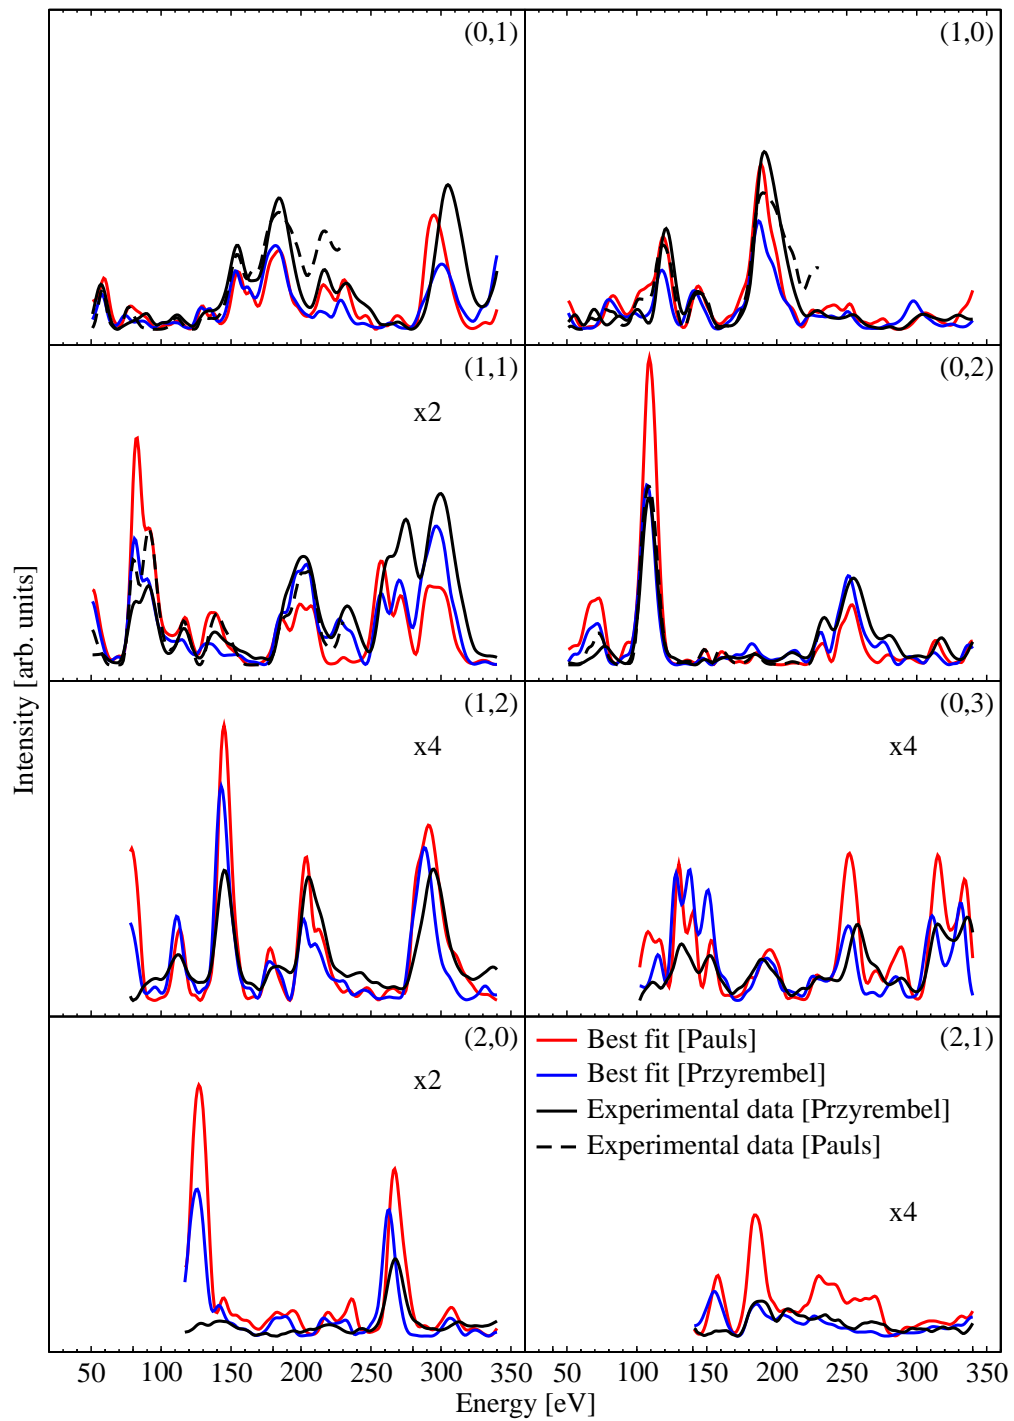 (0,1)
(1,0)
(1,1)
x2
(0,2)
(1,2)
x4
(0,3)
x4
(2,0)
x2
(2,1)
Best fit [Pauls]
Best fit [Przyrembel]
Experimental data [Przyrembel]
Experimental data [Pauls]
x4
Intensity [arb. units]
50 100 150 200 250 300 350
50 100 150 200 250 300 350
Energy [eV]